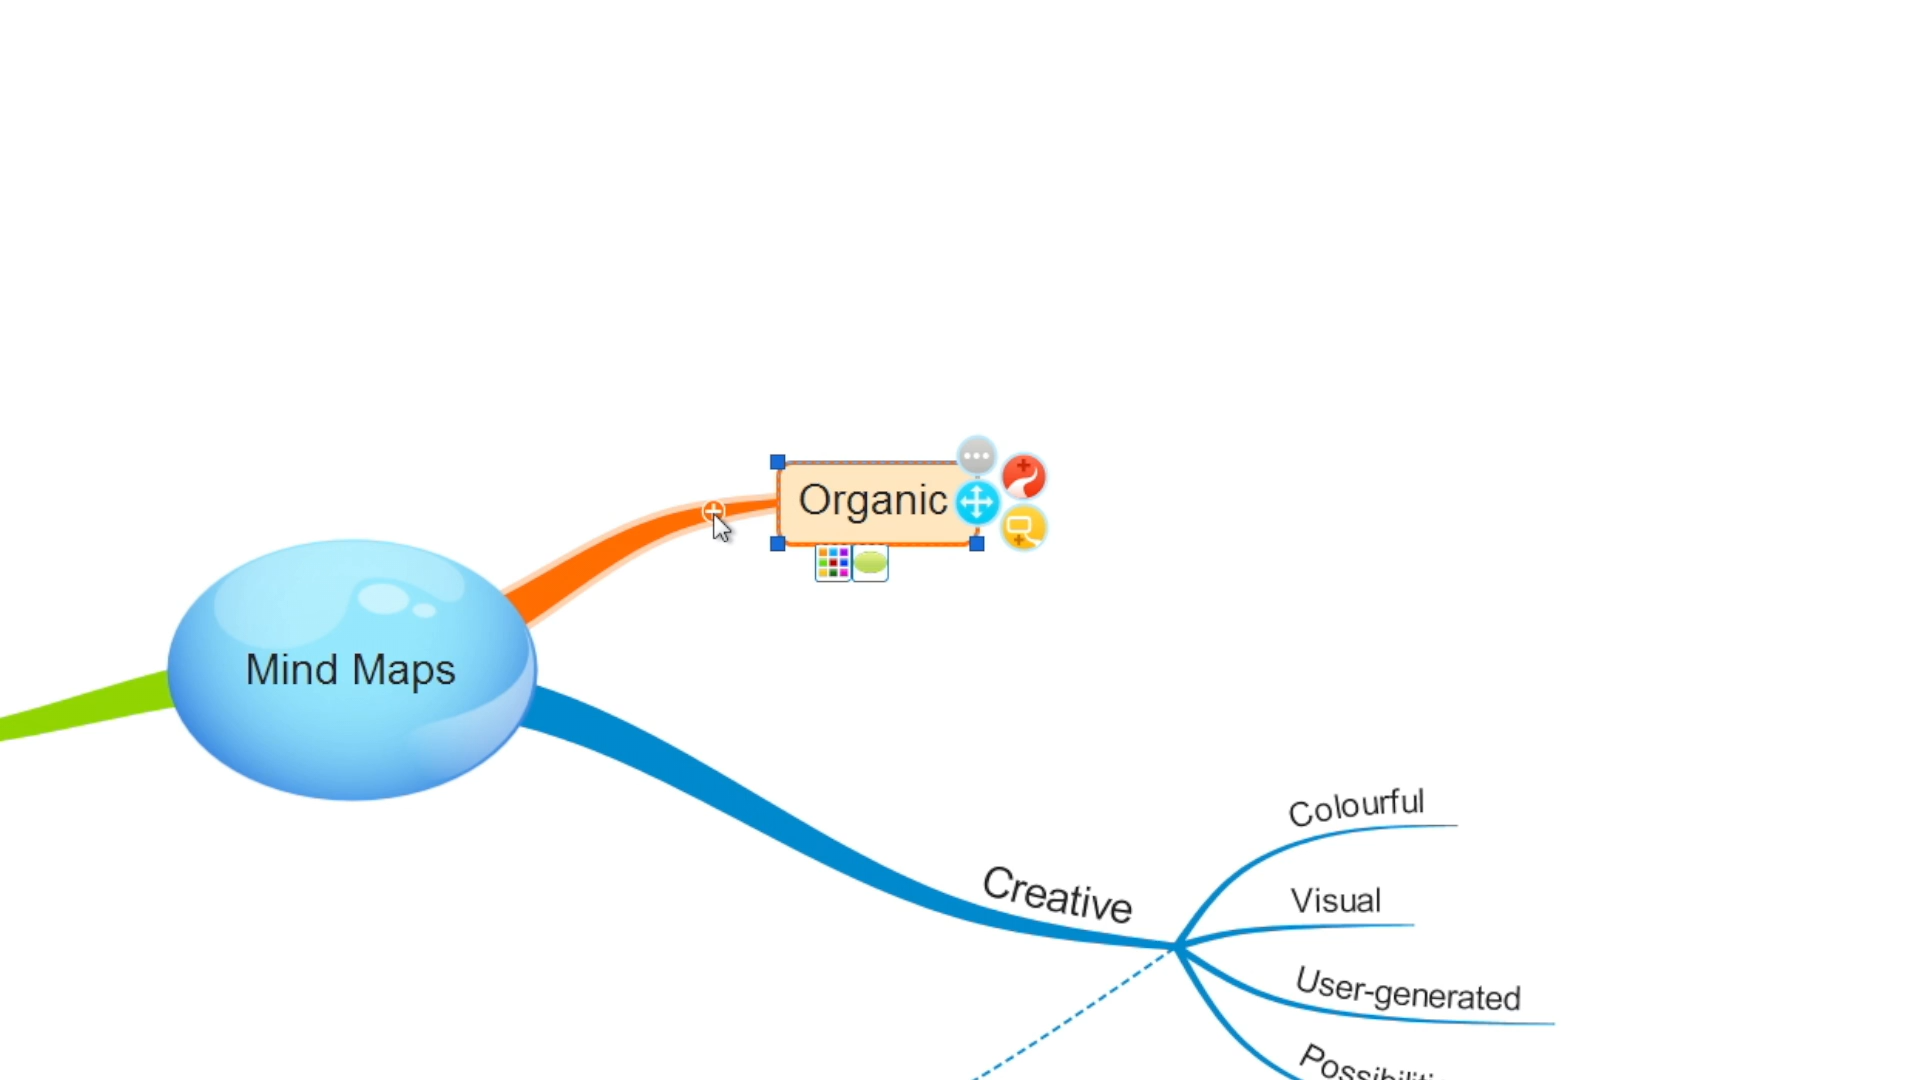 Organic
Mind Maps
Colourful
Creative
Visual
User-generated